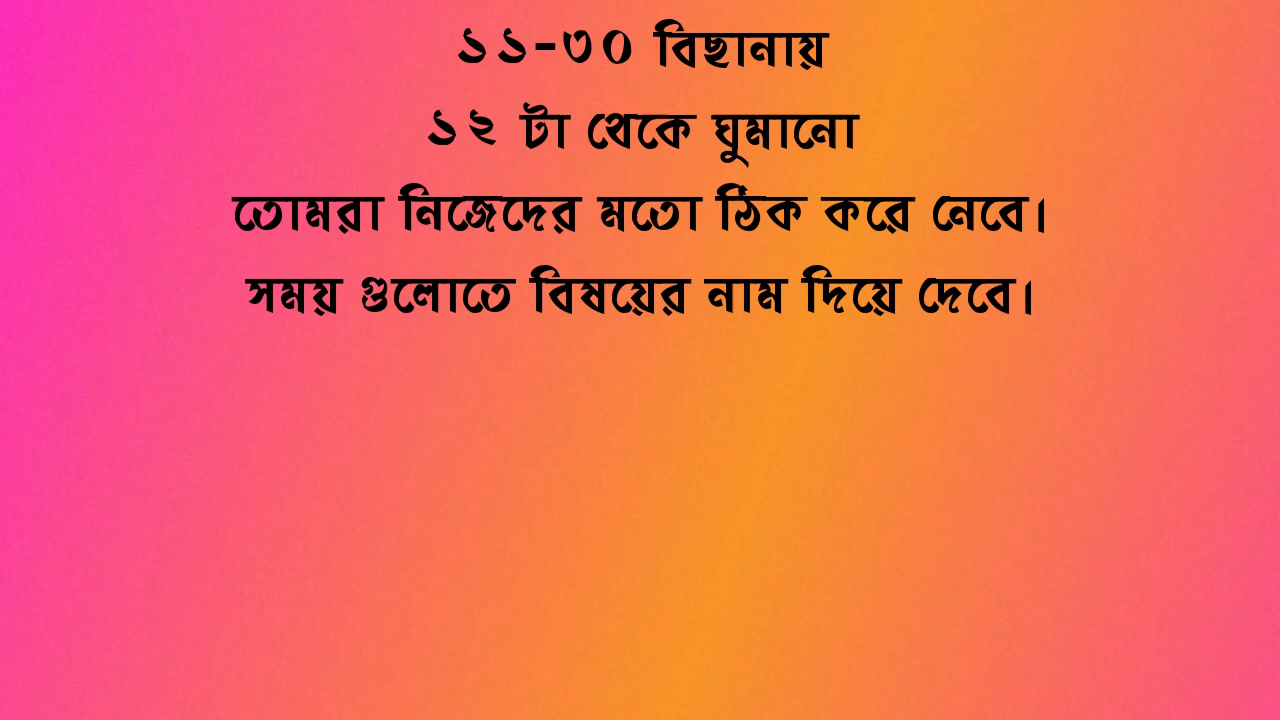 ১১-৩০ বিছানায়
১২ টা থেকে ঘুমানো
তোমরা নিজেদের মতো ঠিক করে নেবে।
সময় গুলোতে বিষয়ের নাম দিয়ে দেবে।